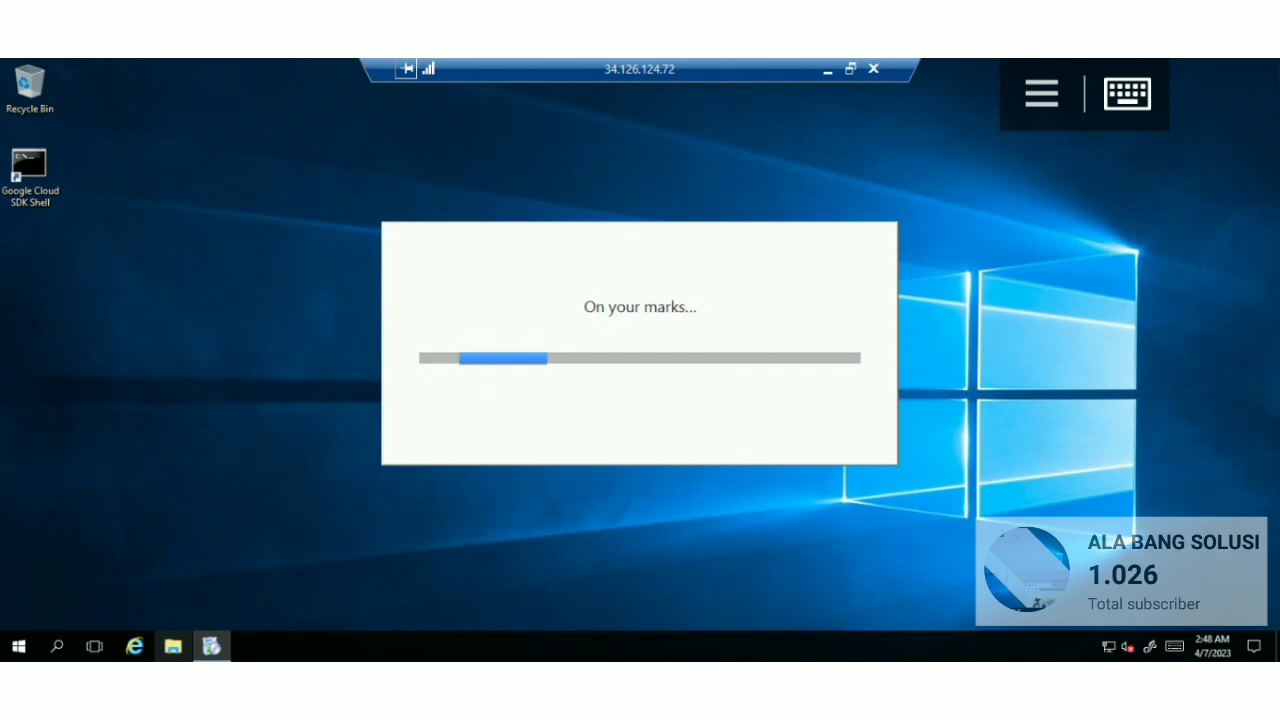 34.126.124.72
Recycle Bin
Google Cloud
SDK Shell
On your marks...
ALA BANG SOLUSI
1.026
Total subscriber
2:48 AM
4/7/2023